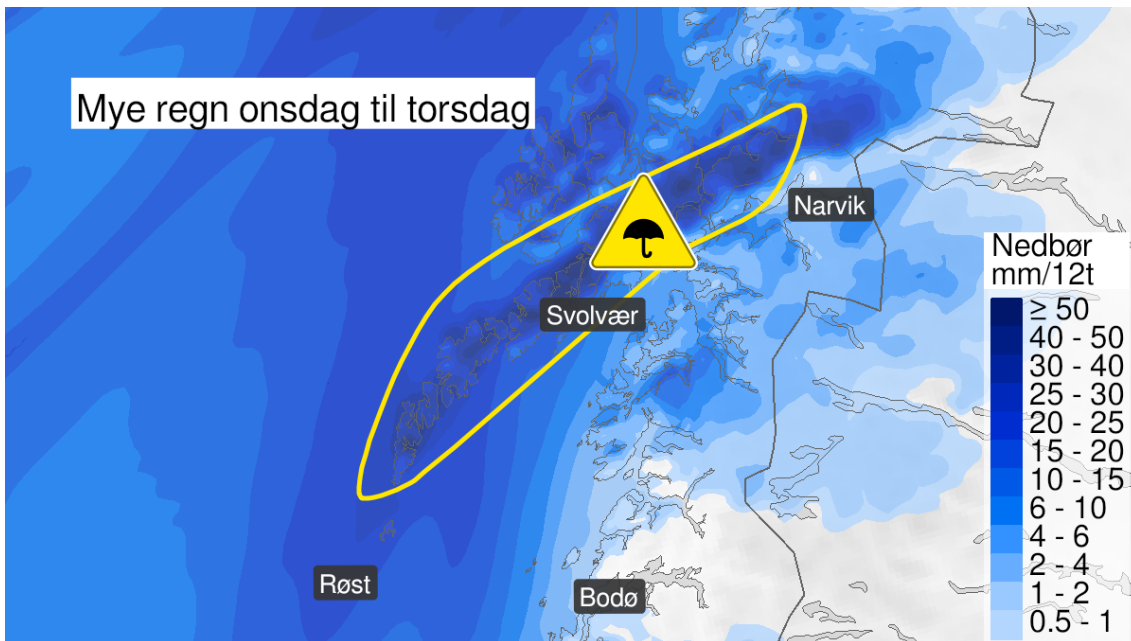 Mye regn onsdag til torsdag
Narvik
Nedbør
mm/12t
≥ 50
40 - 50
30 - 40
25 - 30
20 - 25
15 - 20
10 - 15
6 - 10
4 - 6
2 - 4
1 - 2
0.5 - 1
Svolvær
Røst
Bodø